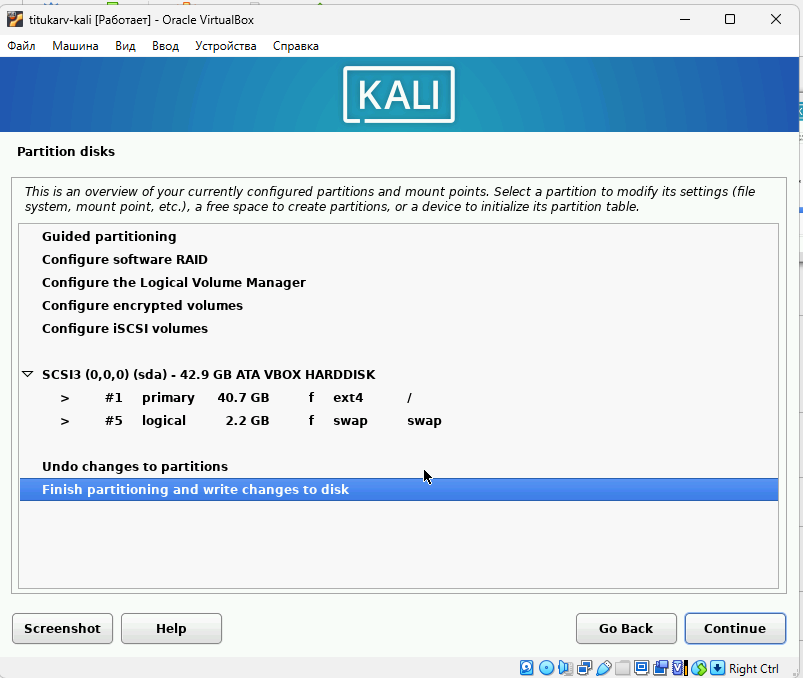 titukarv-kali [Работает] - Oracle VirtualBox
Файл Машина Вид Ввод Устройства Справка
KALI
Partition disks
This is an overview of your currently configured partitions and mount points. Select a partition to modify its settings (file
system, mount point, etc.), a free space to create partitions, or a device to initialize its partition table.
Guided partitioning
Configure software RAID
Configure the Logical Volume Manager
Configure encrypted volumes
Configure iSCSI volumes
SCSI3 (0,0,0) (sda) - 42.9 GB ATA VBOX HARDDISK
> #1 primary 40.7 GB f ext4 /
> #5 logical 2.2 GB f swap swap
Undo changes to partitions
Finish partitioning and write changes to disk
Screenshot Help Go Back Continue
Right Ctrl